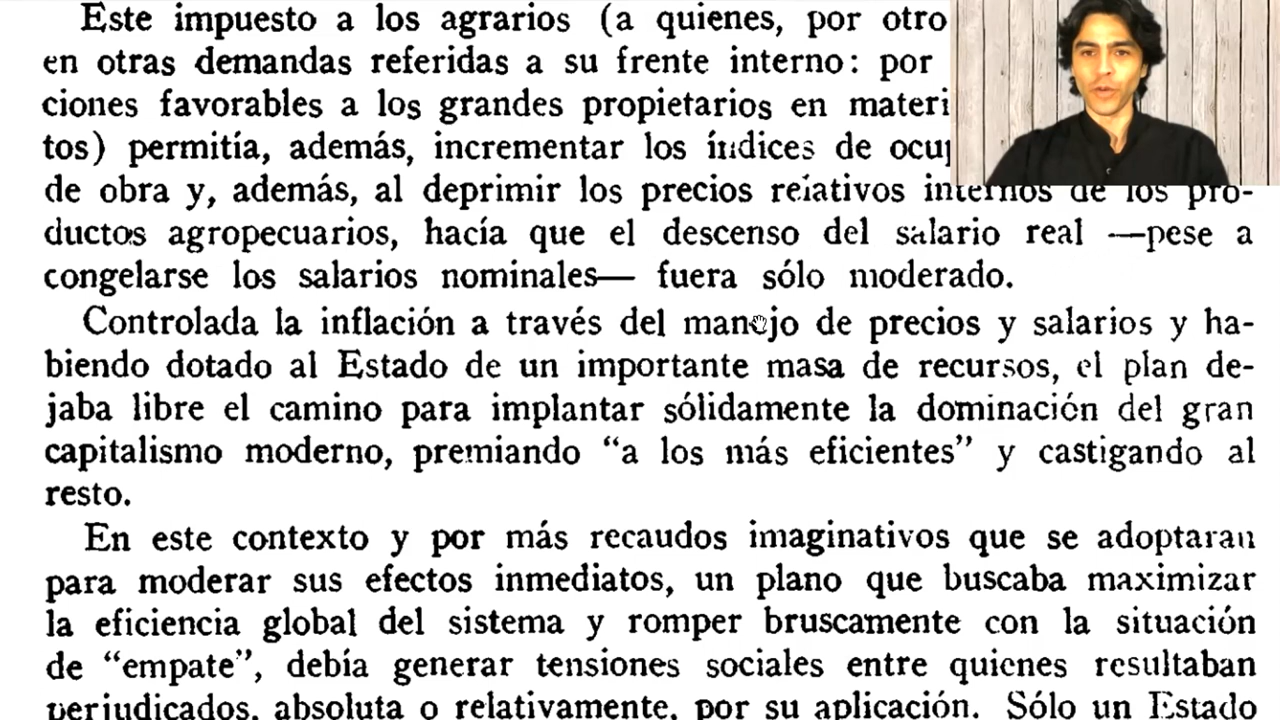 Este impuesto a los agrarios (a quienes, por otro
en otras demandas referidas a su frente interno: por
ciones favorables a los grandes propietarios en materi
tos) permitía, además, incrementar los índices de ocup
de obra y, además, al deprimir los precios relativos internos de los pro-
ductos agropecuarios, hacía que el descenso del salario real —pese a
congelarse los salarios nominales— fuera sólo moderado.
Controlada la inflación a través del manejo de precios y salarios y ha-
biendo dotado al Estado de un importante masa de recursos, el plan de-
jaba libre el camino para implantar sólidamente la dominación del gran
capitalismo moderno, premiando “a los más eficientes” y castigando al
resto.
En este contexto y por más recaudos imaginativos que se adoptaran
para moderar sus efectos inmediatos, un plano que buscaba maximizar
la eficiencia global del sistema y romper bruscamente con la situación
de “empate”, debía generar tensiones sociales entre quienes resultaban
perjudicados, absoluta o relativamente, por su aplicación. Sólo un Estado